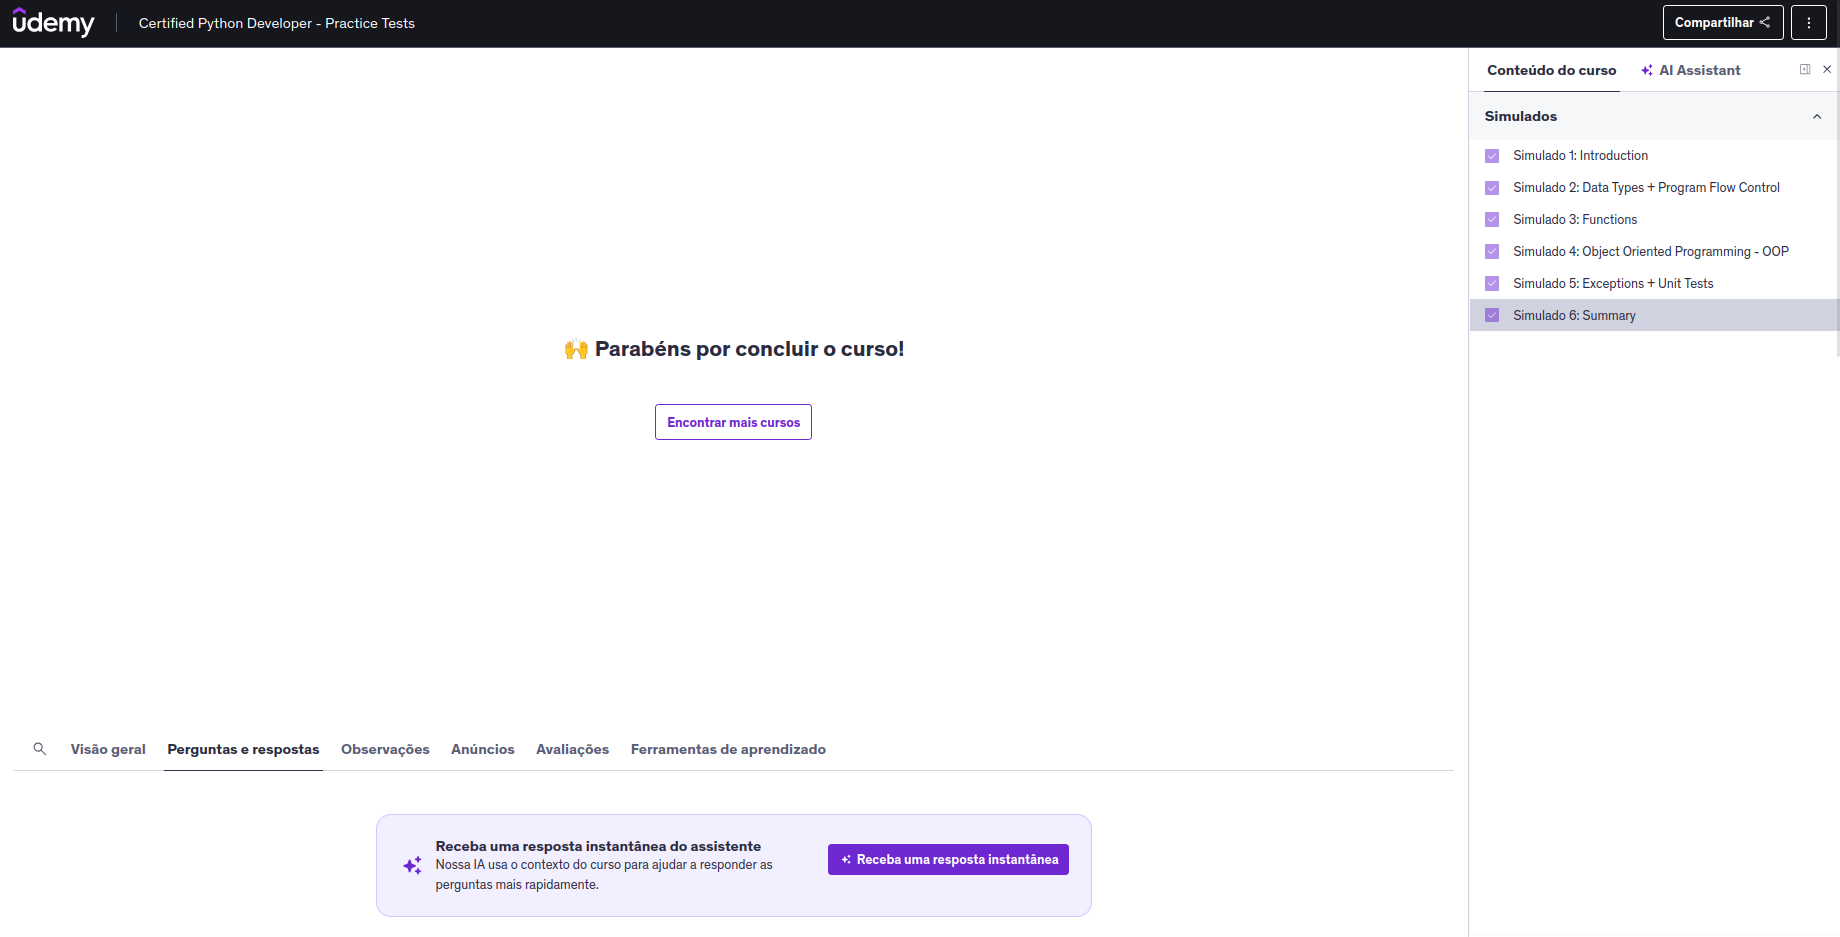 udemy
Certified Python Developer - Practice Tests
Compartilhar
Conteúdo do curso
AI Assistant
Simulados
Simulado 1: Introduction
Simulado 2: Data Types + Program Flow Control
Simulado 3: Functions
Simulado 4: Object Oriented Programming - OOP
Simulado 5: Exceptions + Unit Tests
Simulado 6: Summary
🙌 Parabéns por concluir o curso!
Encontrar mais cursos
Visão geral
Perguntas e respostas
Observações
Anúncios
Avaliações
Ferramentas de aprendizado
Receba uma resposta instantânea do assistente
Nossa IA usa o contexto do curso para ajudar a responder as
perguntas mais rapidamente.
Receba uma resposta instantânea